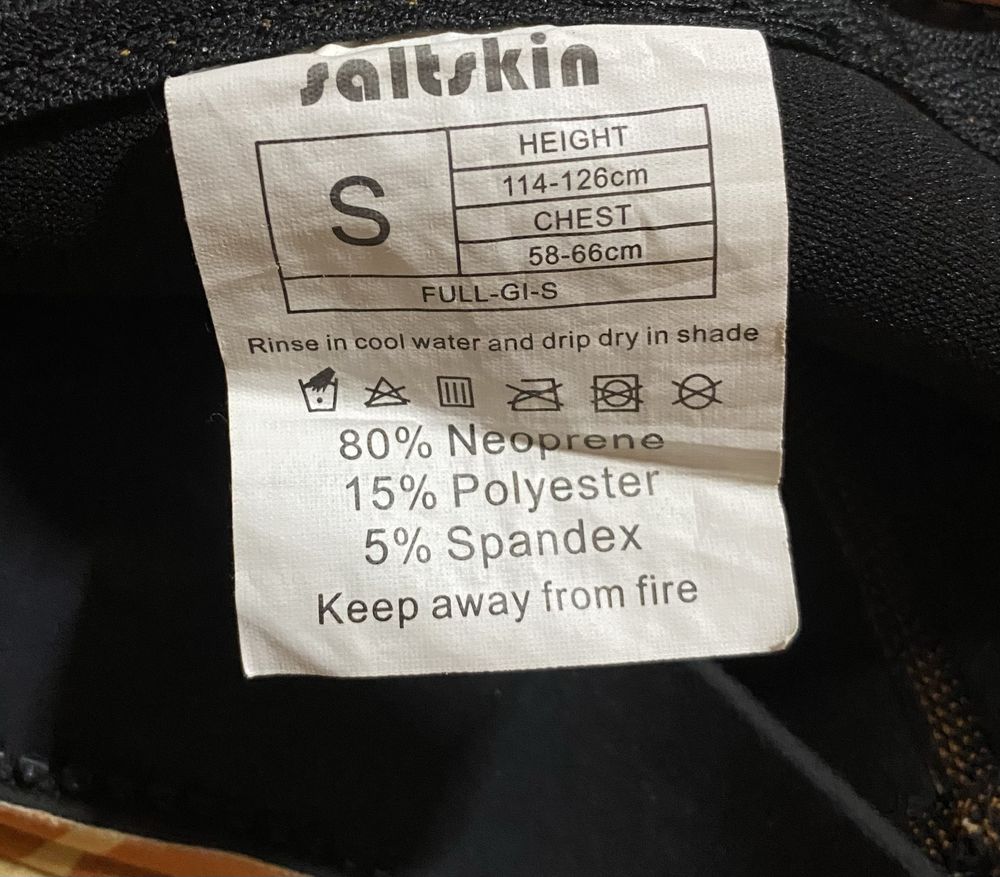 saltskin
S
HEIGHT
114-126cm
CHEST
58-66cm
FULL-GI-S
Rinse in cool water and drip dry in shade
80% Neoprene
15% Polyester
5% Spandex
Keep away from fire